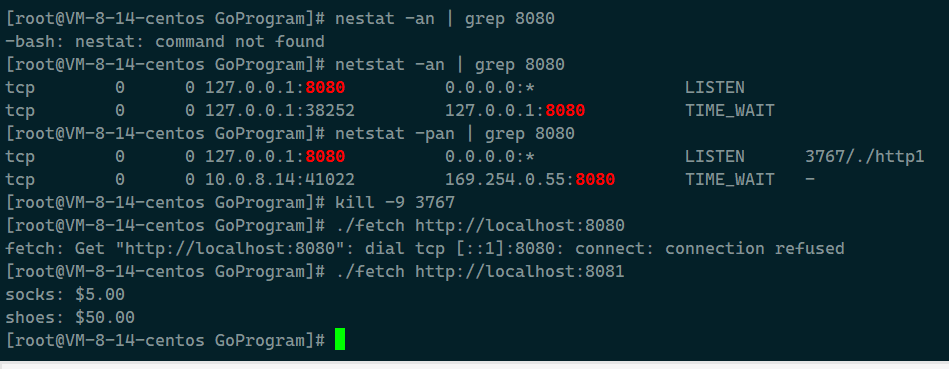 [root@VM-8-14-centos GoProgram]# nestat -an | grep 8080
-bash: nestat: command not found
[root@VM-8-14-centos GoProgram]# netstat -an | grep 8080
tcp        0      0 127.0.0.1:8080          0.0.0.0:*               LISTEN
tcp        0      0 127.0.0.1:38252         127.0.0.1:8080          TIME_WAIT
[root@VM-8-14-centos GoProgram]# netstat -pan | grep 8080
tcp        0      0 127.0.0.1:8080          0.0.0.0:*               LISTEN      3767/./http1
tcp        0      0 10.0.8.14:41022         169.254.0.55:8080       TIME_WAIT   -
[root@VM-8-14-centos GoProgram]# kill -9 3767
[root@VM-8-14-centos GoProgram]# ./fetch http://localhost:8080
fetch: Get "http://localhost:8080": dial tcp [::1]:8080: connect: connection refused
[root@VM-8-14-centos GoProgram]# ./fetch http://localhost:8081
socks: $5.00
shoes: $50.00
[root@VM-8-14-centos GoProgram]#